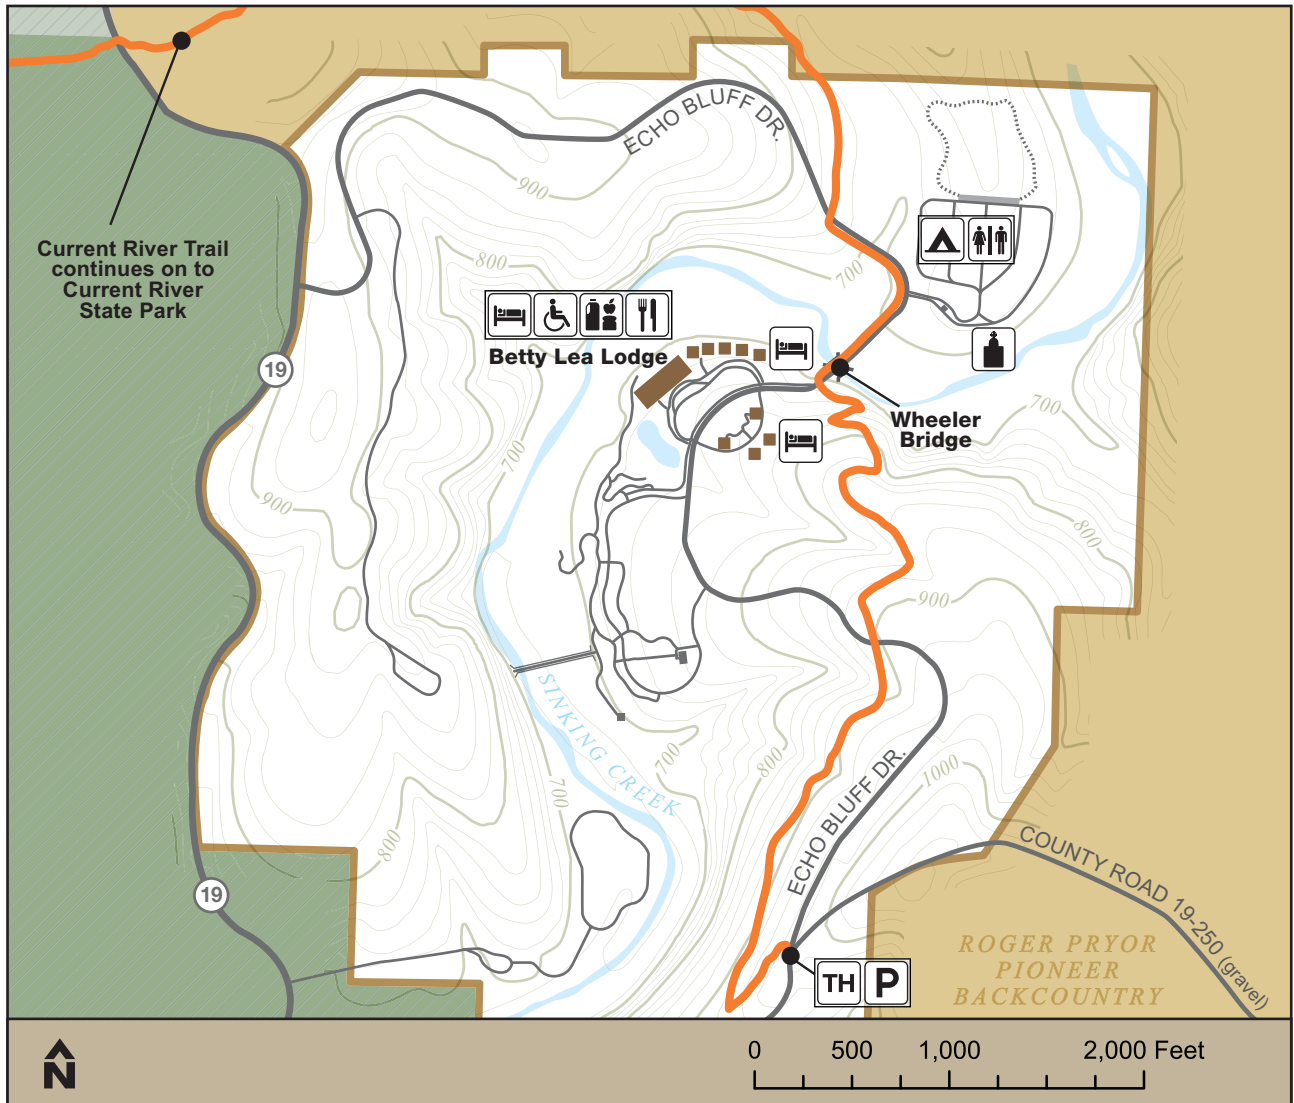 ECHO BLUFF DR.
900
Current River Trail
continues on to
Current River
State Park
800
700
Betty Lea Lodge
19
Wheeler
Bridge
700
700
900
800
900
SINKING CREEK
700
800
1000
700
800
ECHO BLUFF DR.
COUNTY ROAD 19-250 (gravel)
19
ROGER PRYOR
PIONEER
BACKCOUNTRY
TH P
N
0 500 1,000 2,000 Feet